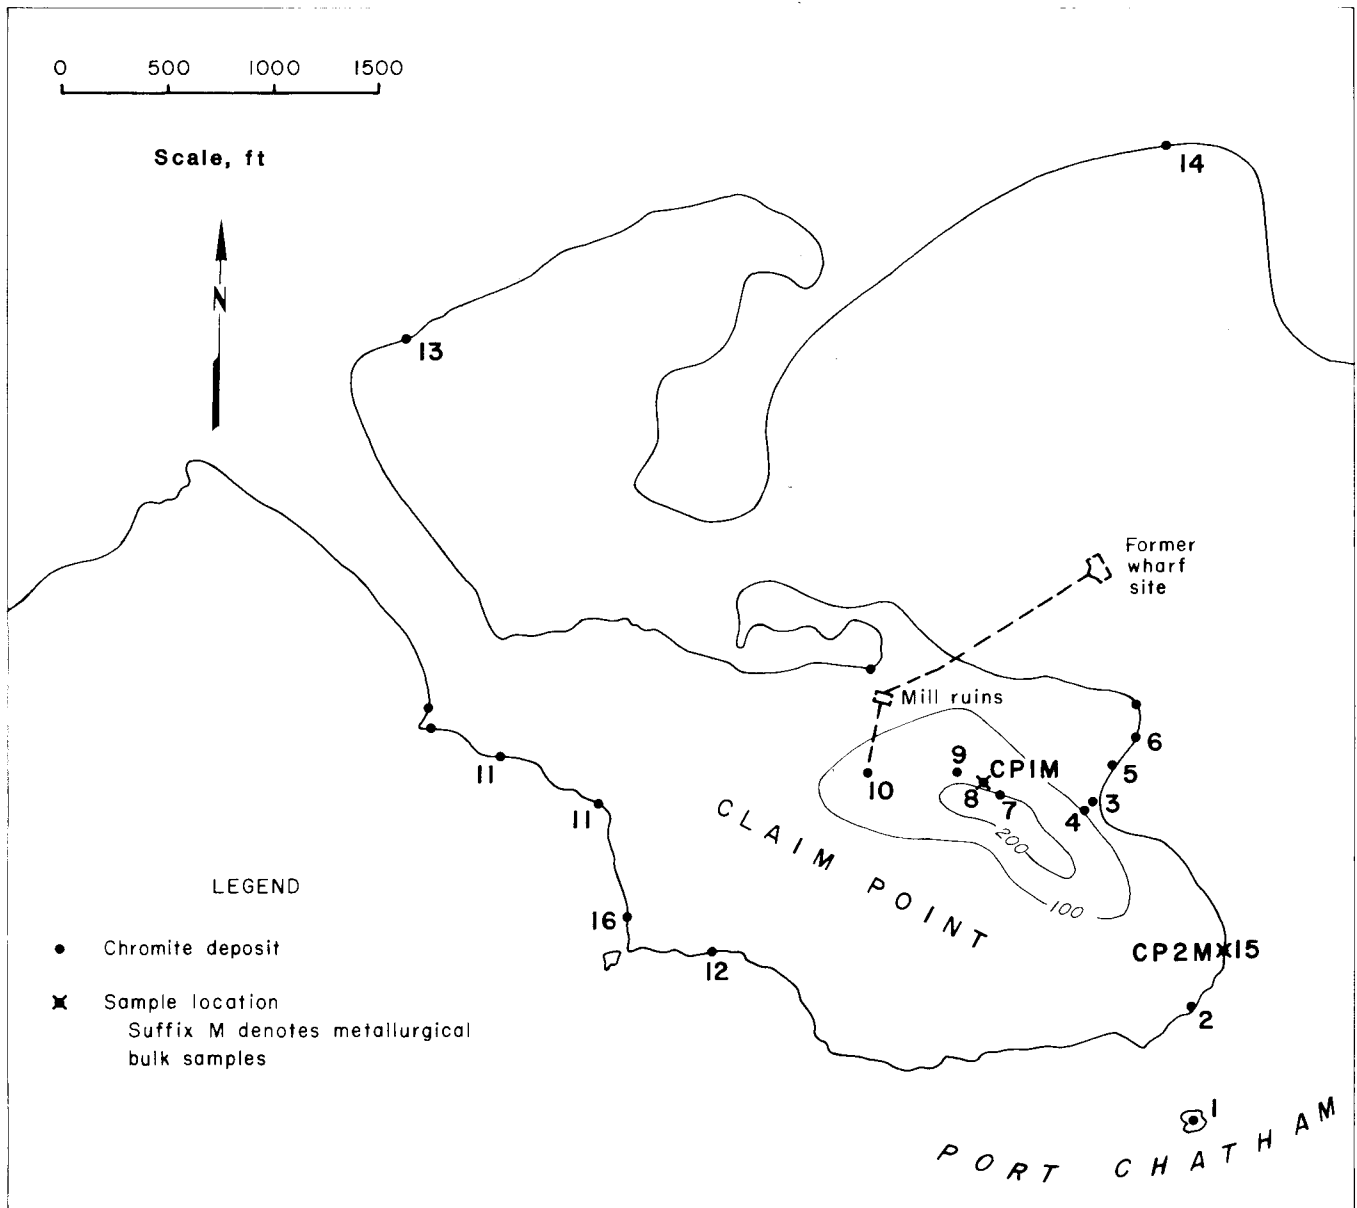 0 500 1000 1500
Scale, ft
N
14
13
Former
wharf
site
Mill ruins
6
9
CP1M
5
10
8
7
3
4
11
11
200
CLAIM POINT
100
LEGEND
16
12
CP2M 15
Chromite deposit
Sample location
Suffix M denotes metallurgical
bulk samples
2
1
PORT CHATHAM